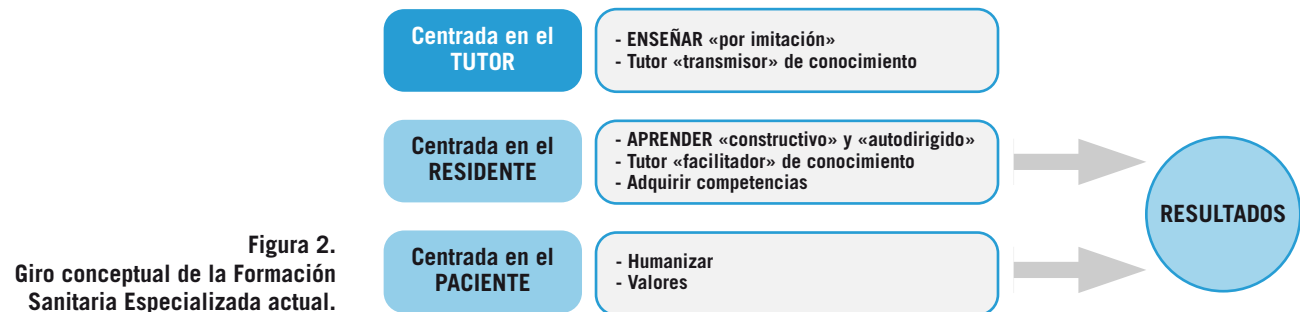 Centrada en el
TUTOR
- ENSEÑAR «por imitación»
- Tutor «transmisor» de conocimiento
Centrada en el
RESIDENTE
- APRENDER «constructivo» y «autodirigido»
- Tutor «facilitador» de conocimiento
- Adquirir competencias
Centrada en el
PACIENTE
- Humanizar
- Valores
RESULTADOS
Figura 2.
Giro conceptual de la Formación
Sanitaria Especializada actual.